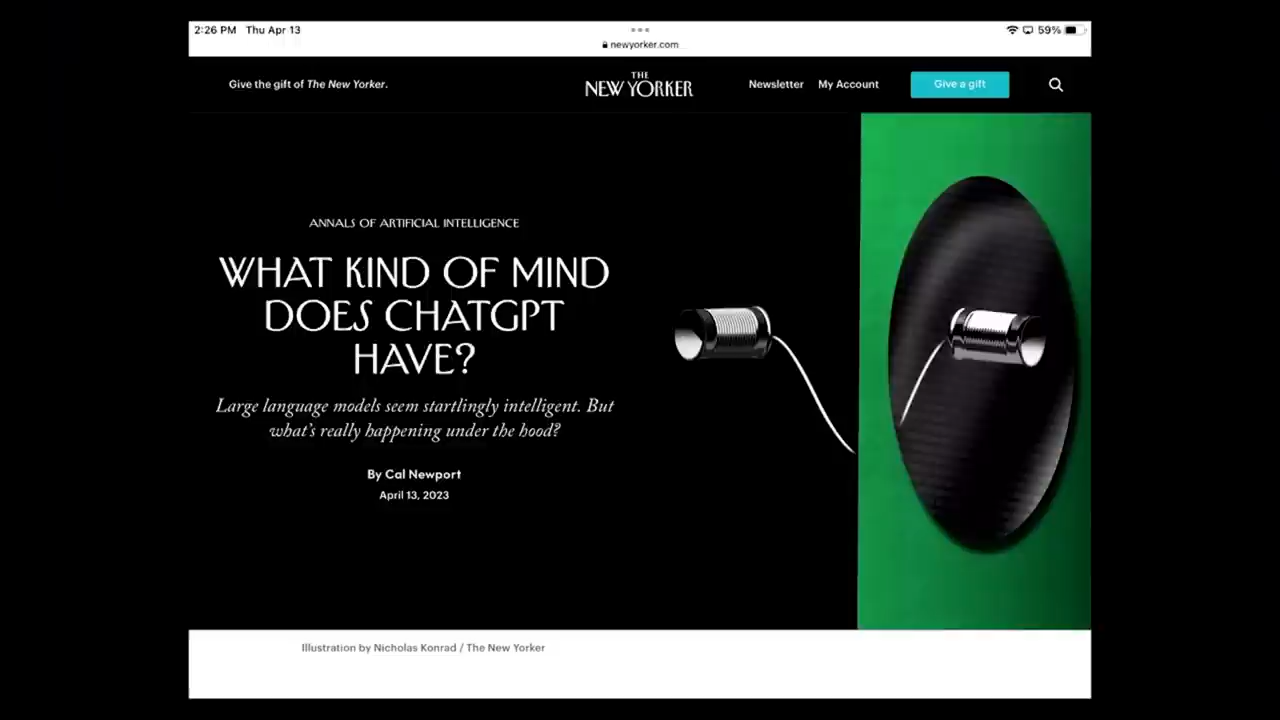 2:26 PM Thu Apr 13
59%
newyorker.com
Give the gift of The New Yorker.
THE
NEW YORKER
Newsletter My Account
Give a gift
ANNALS OF ARTIFICIAL INTELLIGENCE
WHAT KIND OF MIND
DOES CHATGPT
HAVE?
Large language models seem startlingly intelligent. But
what's really happening under the hood?
By Cal Newport
April 13, 2023
Illustration by Nicholas Konrad / The New Yorker